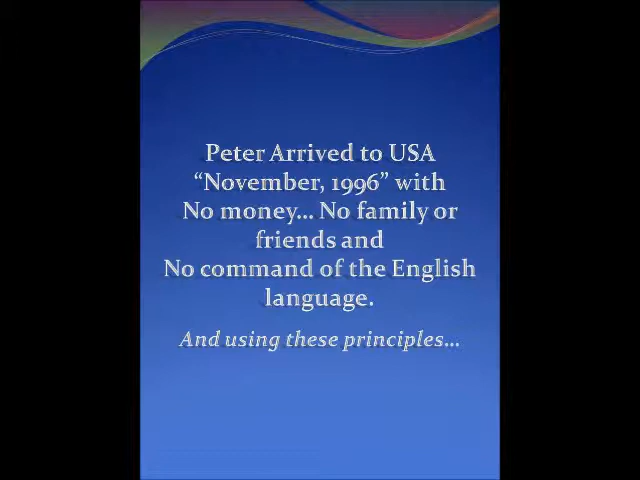 Peter Arrived to USA
“November, 1996” with
No money... No family or
friends and
No command of the English
language.
And using these principles...